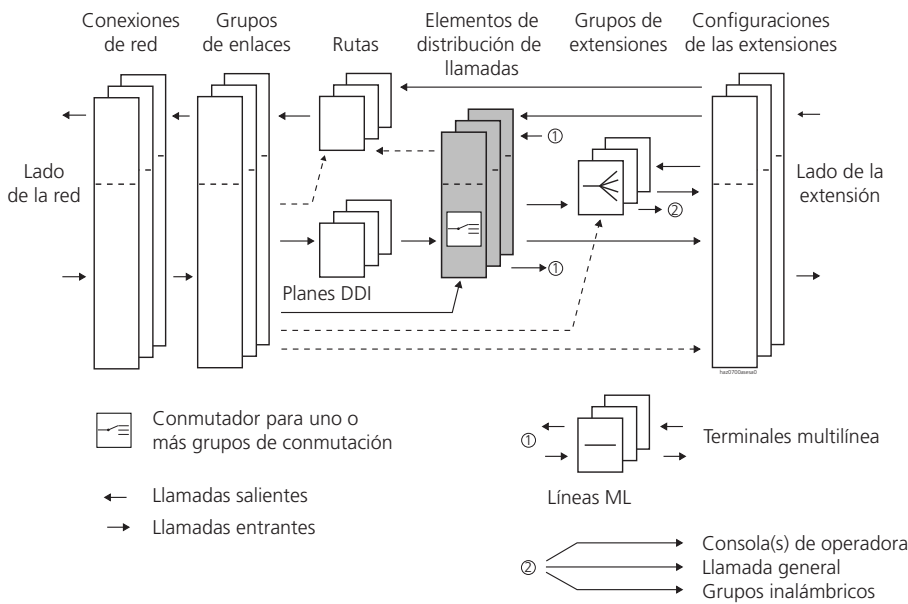 Conexiones
de red
Grupos
de enlaces
Rutas
Elementos de
distribución de
llamadas
Grupos de
extensiones
Configuraciones
de las extensiones
Lado
de la red
①
②
①
Lado de la
extensión
Planes DDI
haz0700aaesa0
Conmutador para uno o
más grupos de conmutación
Llamadas salientes
Llamadas entrantes
①
Terminales multilínea
Líneas ML
②
Consola(s) de operadora
Llamada general
Grupos inalámbricos